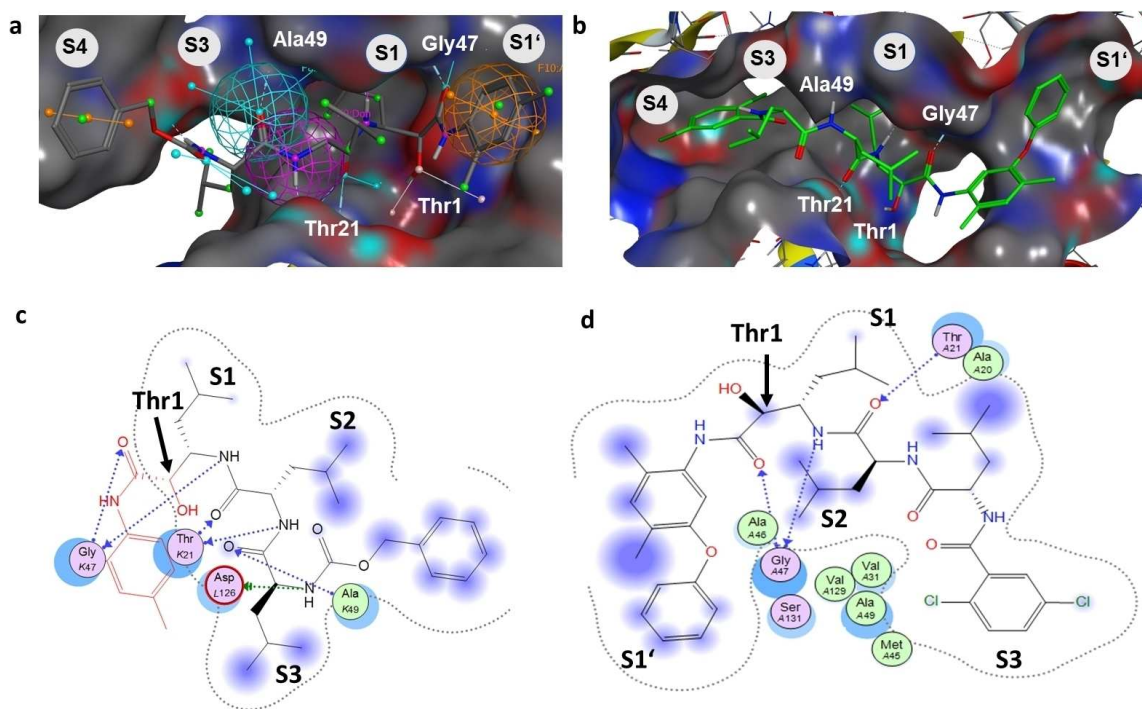 a
S4
S3
Ala49
S1
Gly47
S1‘
F10:A
Thr21
Thr1
b
S3
S1
S1‘
Ala49
S4
Gly47
Thr21
Thr1
c
S1
Thr1
O
NH
S2
HN
OH
O
O
NH
Gly
K47
Thr
K21
O
O
Asp
L126
N
H
Ala
K49
S3
d
S1
Thr1
Thr
A21
Ala
A20
HO
O
H
N
N
H
O
H
N
O
S2
NH
Ala
A46
O
O
Gly
A47
Val
A31
Val
A129
Ala
A49
Ser
A131
Cl
Cl
Met
A45
S1‘
S3